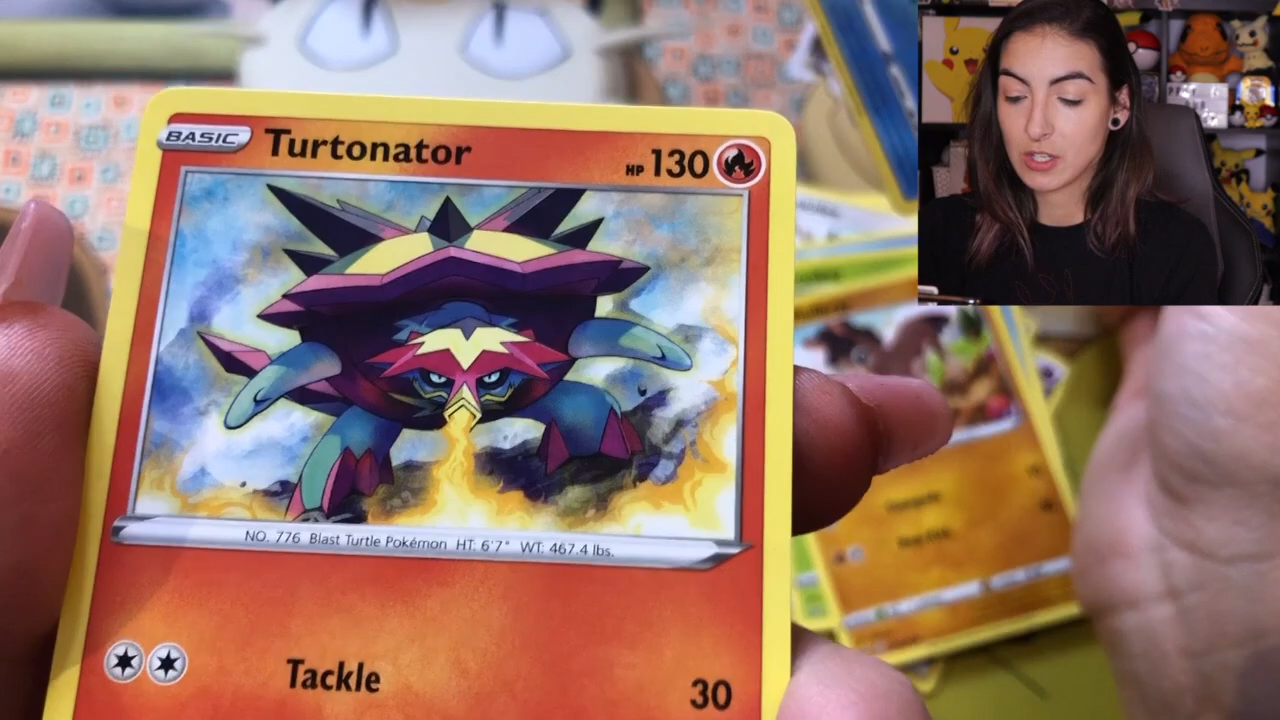 BASIC Turtonator HP 130
NO. 776 Blast Turtle Pokémon HT: 6'7" WT: 467.4 lbs.
Tackle 30